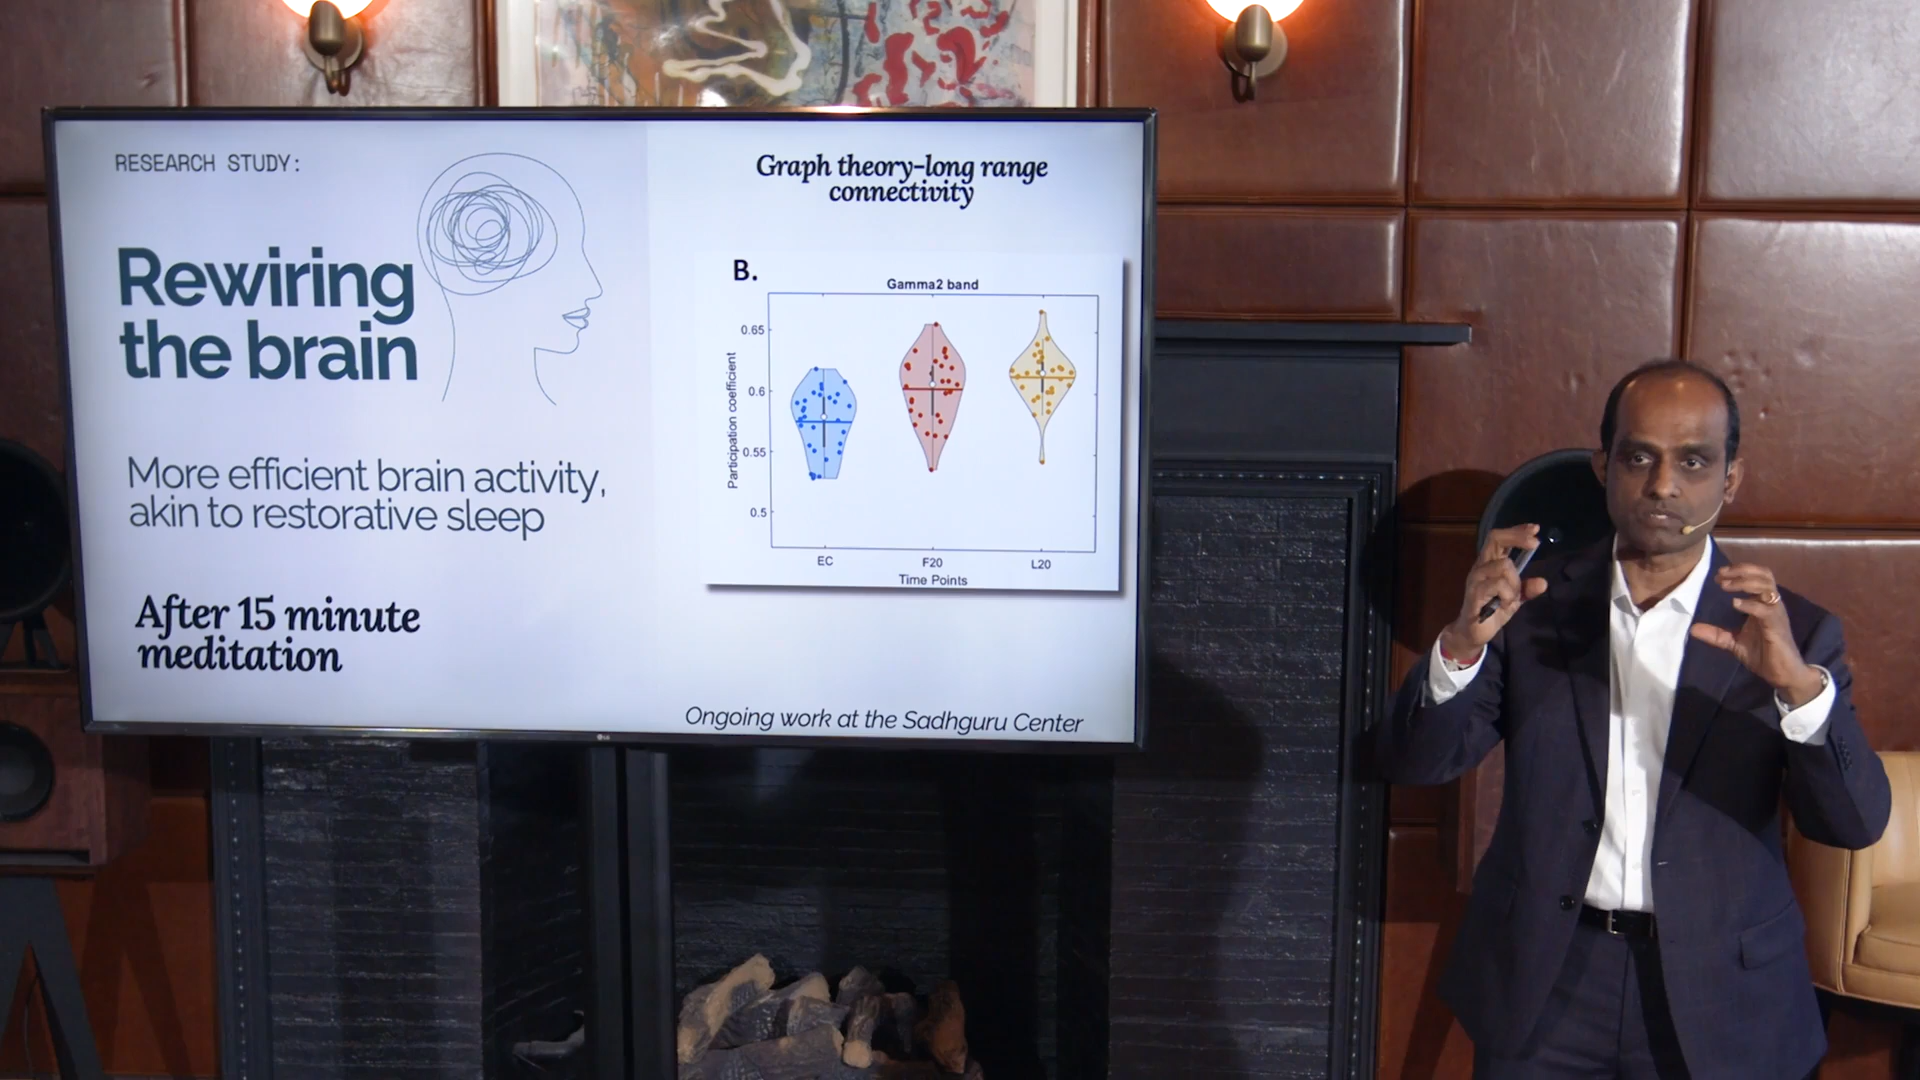 RESEARCH STUDY:
Rewiring
the brain
More efficient brain activity,
akin to restorative sleep
After 15 minute
meditation
Graph theory-long range
connectivity
B.
Gamma2 band
Participation coefficient
0.65
0.6
0.55
0.5
EC F20 L20
Time Points
Ongoing work at the Sadhguru Center
LG